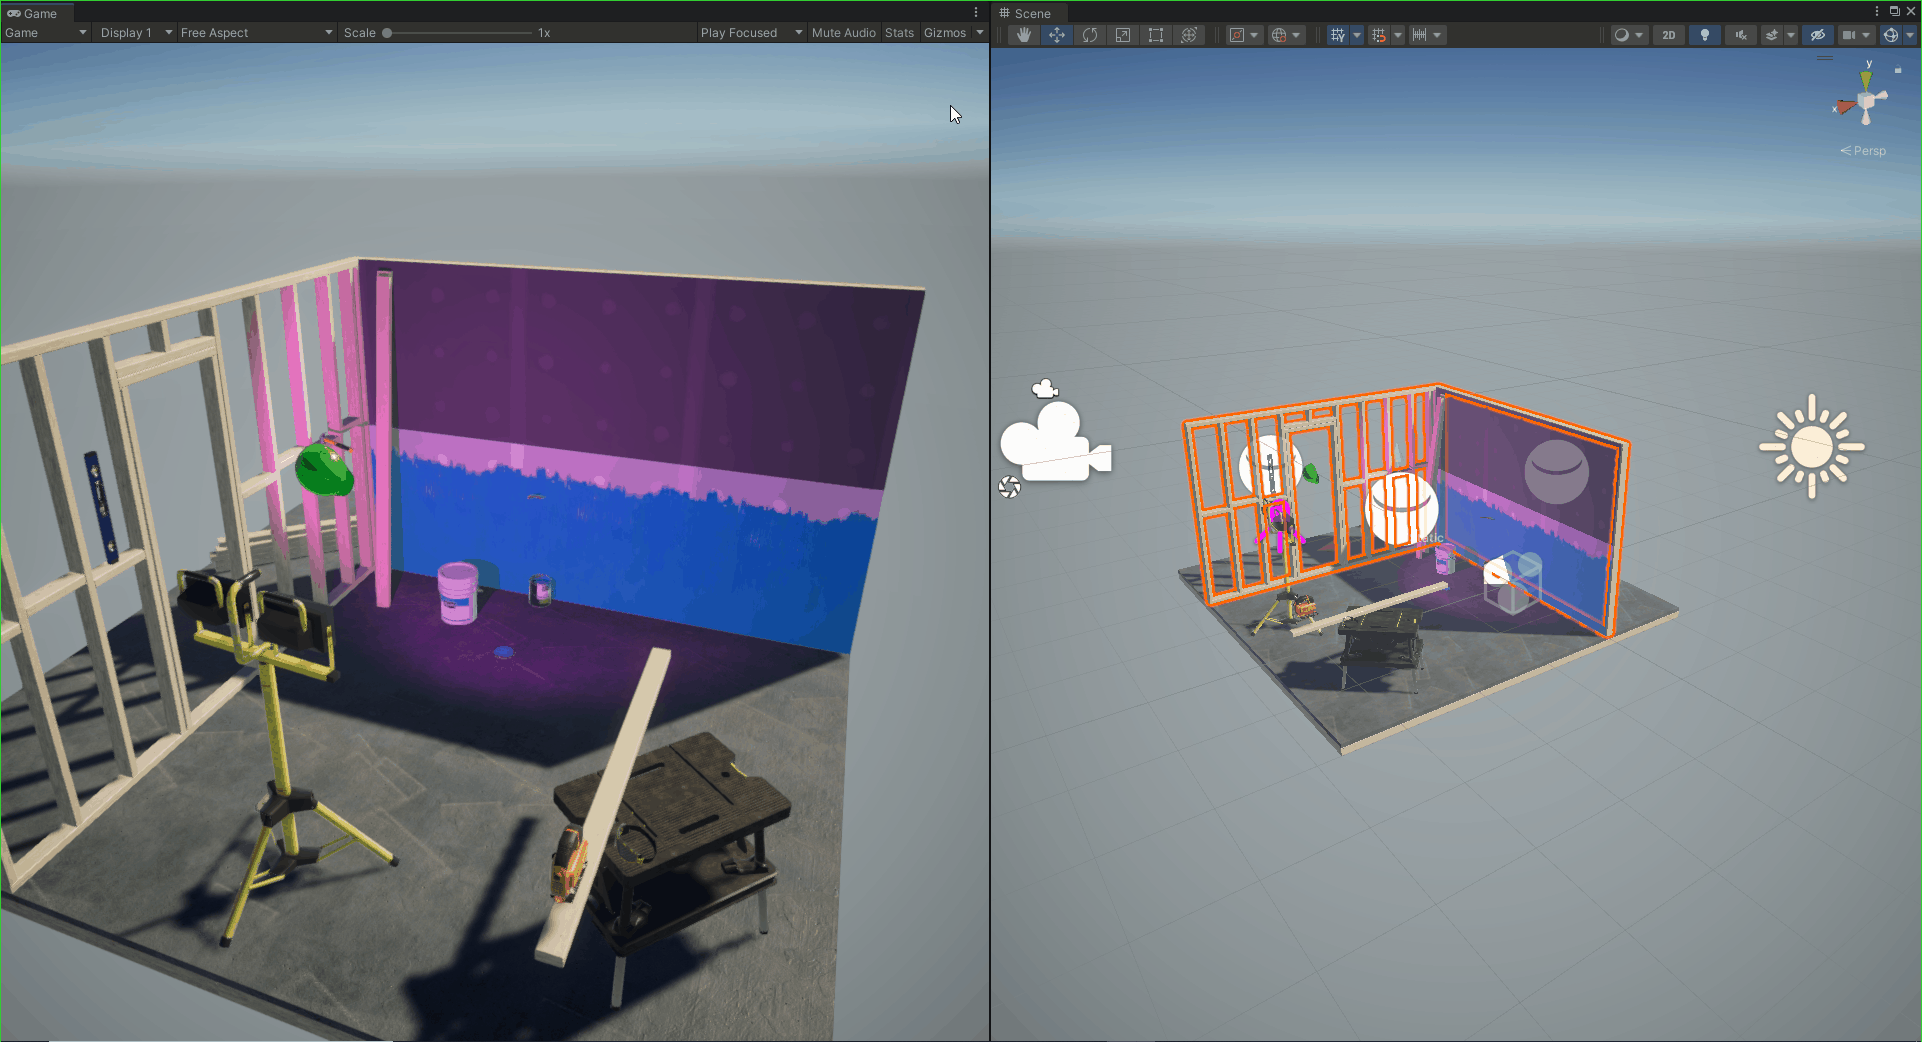 Game
Game Display 1 Free Aspect Scale 1x Play Focused Mute Audio Stats Gizmos
Scene
2D
y
x
Persp